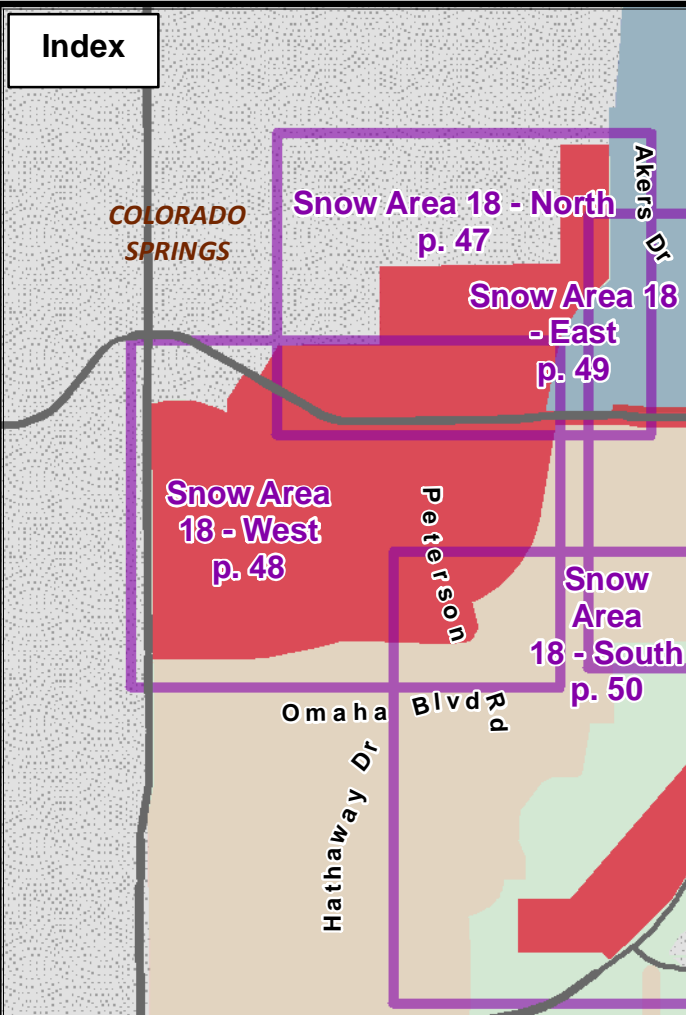 Index
COLORADO
SPRINGS
Snow Area 18 - North
p. 47
Akers Dr
Snow Area 18
- East
p. 49
Snow Area
18 - West
p. 48
Peterson
Rd
Snow
Area
18 - South
p. 50
Omaha Blvd
Hathaway Dr